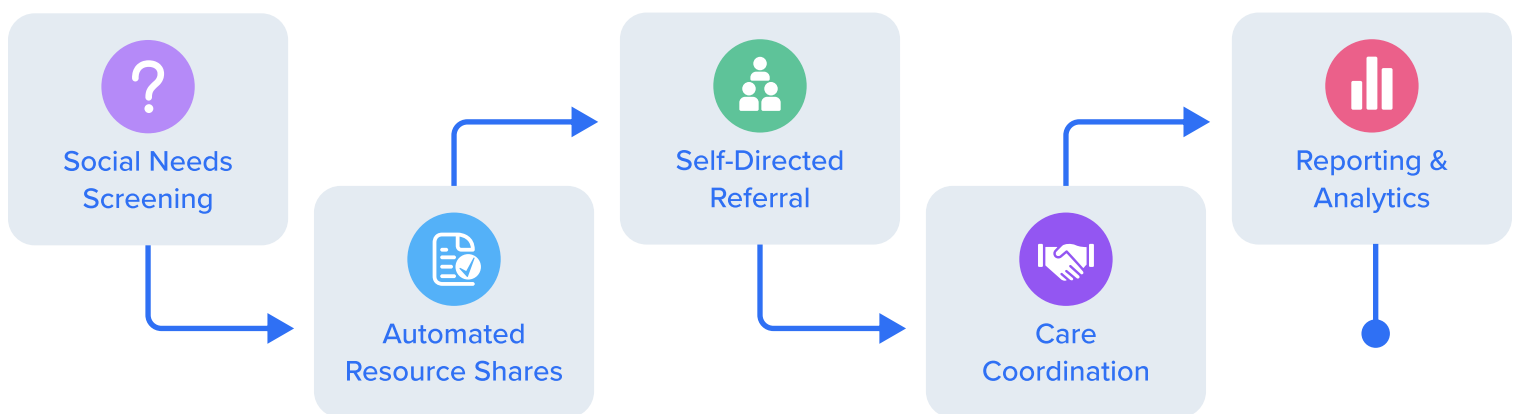 Social Needs
Screening
Automated
Resource Shares
Self-Directed
Referral
Care
Coordination
Reporting &
Analytics